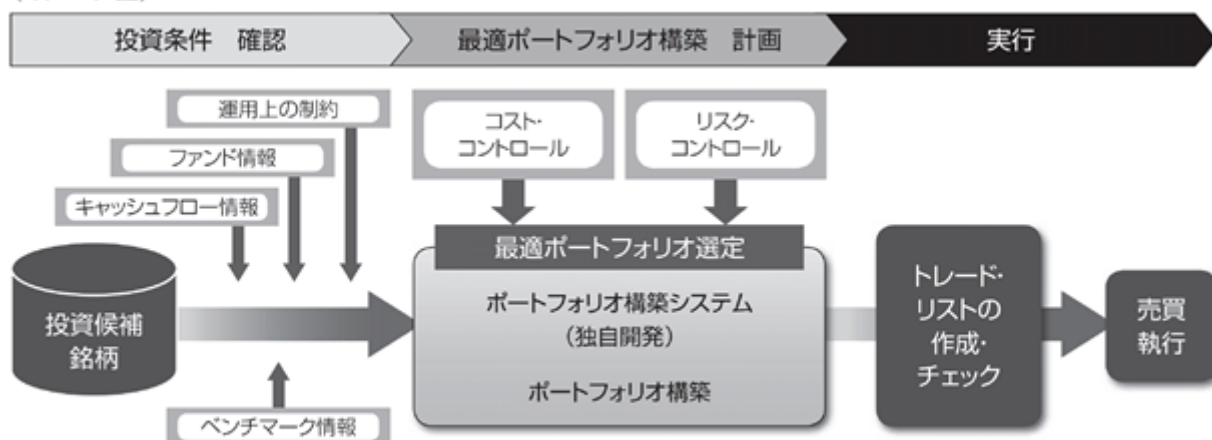 投資条件 確認
最適ポートフォリオ構築 計画
実行
運用上の制約
ファンド情報
キャッシュフロー情報
投資候補
銘柄
ベンチマーク情報
コスト・
コントロール
リスク・
コントロール
最適ポートフォリオ選定
ポートフォリオ構築システム
(独自開発)
ポートフォリオ構築
トレード・
リストの
作成・
チェック
売買
執行